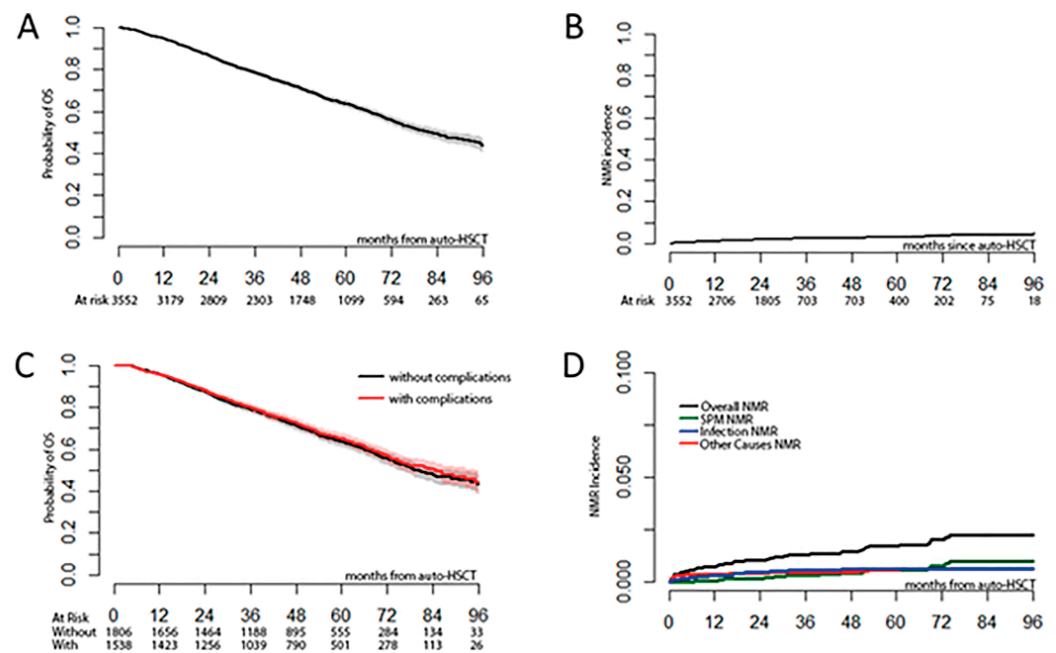 A
Probability of OS
1.0
0.8
0.6
0.4
0.2
0.0
months from auto-HSCT
0 12 24 36 48 60 72 84 96
At risk 3552 3179 2809 2303 1748 1099 594 263 65
B
NMR incidence
1.0
0.8
0.6
0.4
0.2
0.0
months since auto-HSCT
0 12 24 36 48 60 72 84 96
At risk 3552 2706 1805 703 703 400 202 75 18
C
Probability of OS
1.0
0.8
0.6
0.4
0.2
0.0
without complications
with complications
months from auto-HSCT
0 12 24 36 48 60 72 84 96
At Risk
Without 1806 1656 1464 1188 895 555 284 134 33
With 1538 1423 1256 1039 790 501 278 113 26
D
NMR Incidence
0.100
0.050
0.000
Overall NMR
SPM NMR
Infection NMR
Other Causes NMR
months from auto-HSCT
0 12 24 36 48 60 72 84 96